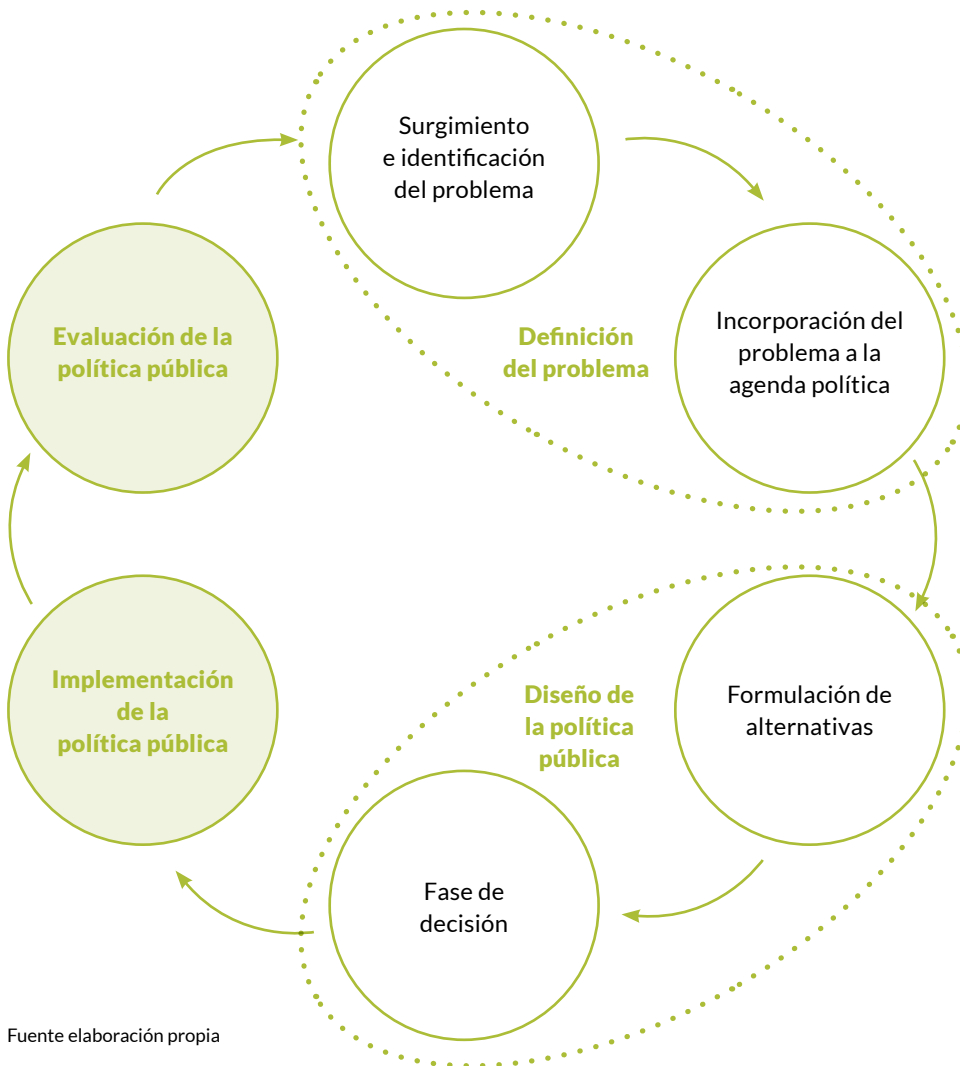 Surgimiento
e identificación
del problema
Incorporación del
problema a la
agenda política
Definición
del problema
Formulación de
alternativas
Diseño de
la política
pública
Fase de
decisión
Implementación
de la
política pública
Evaluación de la
política pública
Fuente elaboración propia